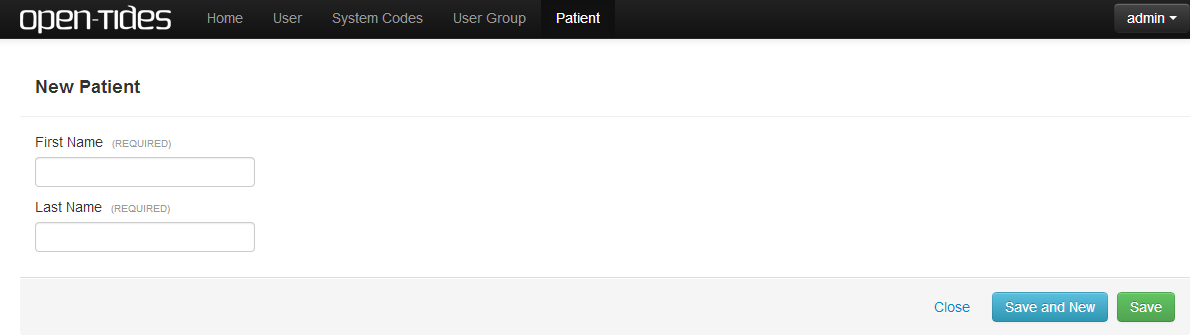 open-tides Home User System Codes User Group Patient admin
New Patient
First Name (REQUIRED)
Last Name (REQUIRED)
Close Save and New Save